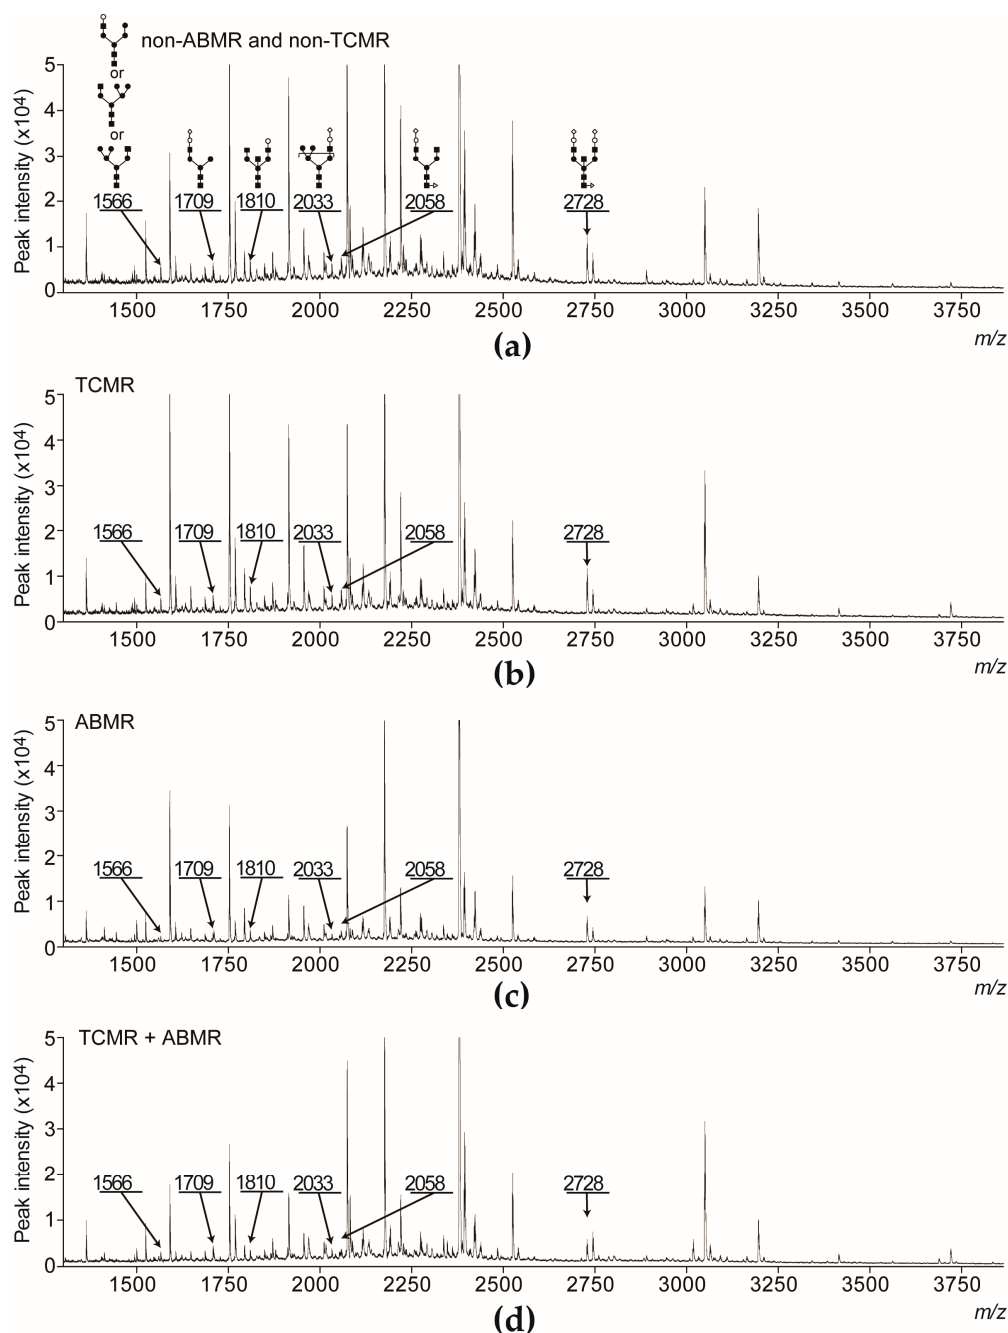 non-ABMR and non-TCMR
or
or
Peak intensity (x10⁴)
5
4
3
2
1
0
1566 1709 1810 2033 2058 2728
1500 1750 2000 2250 2500 2750 3000 3250 3500 3750
m/z
(a)
TCMR
Peak intensity (x10⁴)
5
4
3
2
1
0
1566 1709 1810 2033 2058 2728
1500 1750 2000 2250 2500 2750 3000 3250 3500 3750
m/z
(b)
ABMR
Peak intensity (x10⁴)
5
4
3
2
1
0
1566 1709 1810 2033 2058 2728
1500 1750 2000 2250 2500 2750 3000 3250 3500 3750
m/z
(c)
TCMR + ABMR
Peak intensity (x10⁴)
5
4
3
2
1
0
1566 1709 1810 2033 2058 2728
1500 1750 2000 2250 2500 2750 3000 3250 3500 3750
m/z
(d)